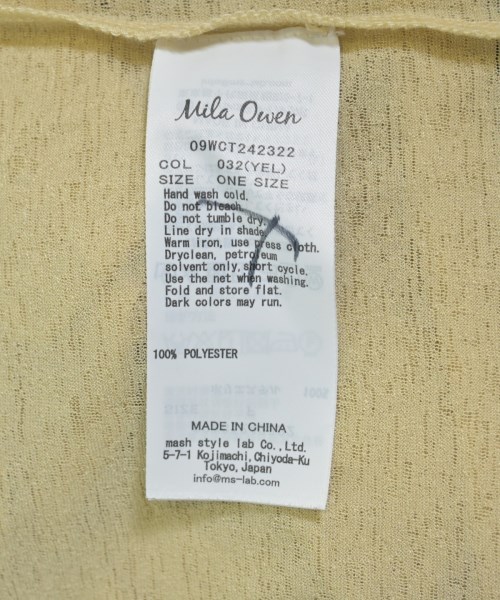 Mila Owen
09WCT242322
COL 032(YEL)
SIZE ONE SIZE
Hand wash cold.
Do not bleach.
Do not tumble dry.
Line dry in shade.
Warm iron, use press cloth.
Dryclean, petroleum
solvent only, short cycle.
Use the net when washing.
Fold and store flat.
Dark colors may run.
100% POLYESTER
MADE IN CHINA
mash style lab Co.,Ltd.
5-7-1 Kojimachi,Chiyoda-Ku
Tokyo,Japan
info@ms-lab.com